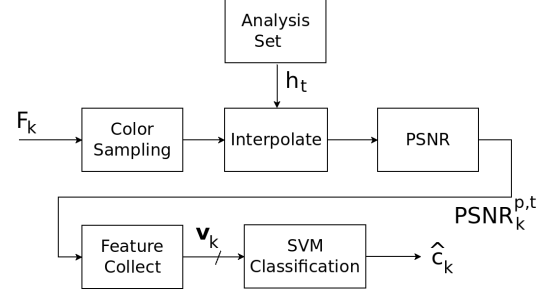 Analysis
Set
h_t
F_k
Color
Sampling
Interpolate
PSNR
PSNR_k^{p,t}
Feature
Collect
v_k
SVM
Classification
ĉ_k